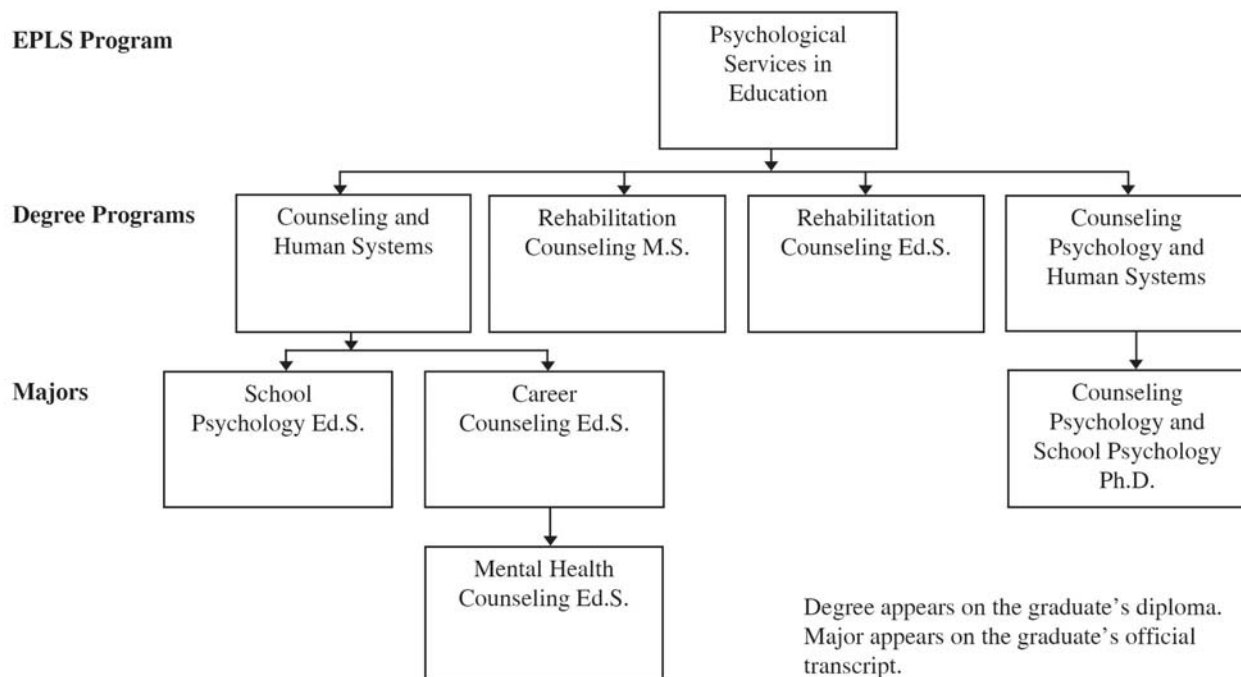 EPLS Program
Psychological
Services in
Education
Degree Programs
Counseling and
Human Systems
Rehabilitation
Counseling M.S.
Rehabilitation
Counseling Ed.S.
Counseling
Psychology and
Human Systems
Majors
School
Psychology Ed.S.
Career
Counseling Ed.S.
Counseling
Psychology and
School Psychology
Ph.D.
Mental Health
Counseling Ed.S.
Degree appears on the graduate’s diploma.
Major appears on the graduate’s official
transcript.